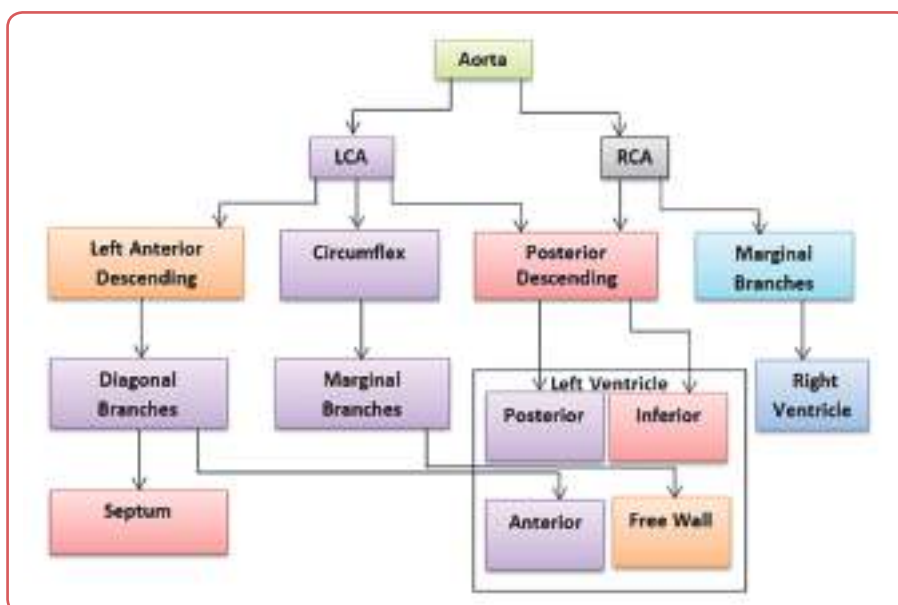 Aorta
LCA
RCA
Left Anterior
Descending
Circumflex
Posterior
Descending
Marginal
Branches
Diagonal
Branches
Marginal
Branches
Left Ventricle
Posterior
Inferior
Right
Ventricle
Septum
Anterior
Free Wall